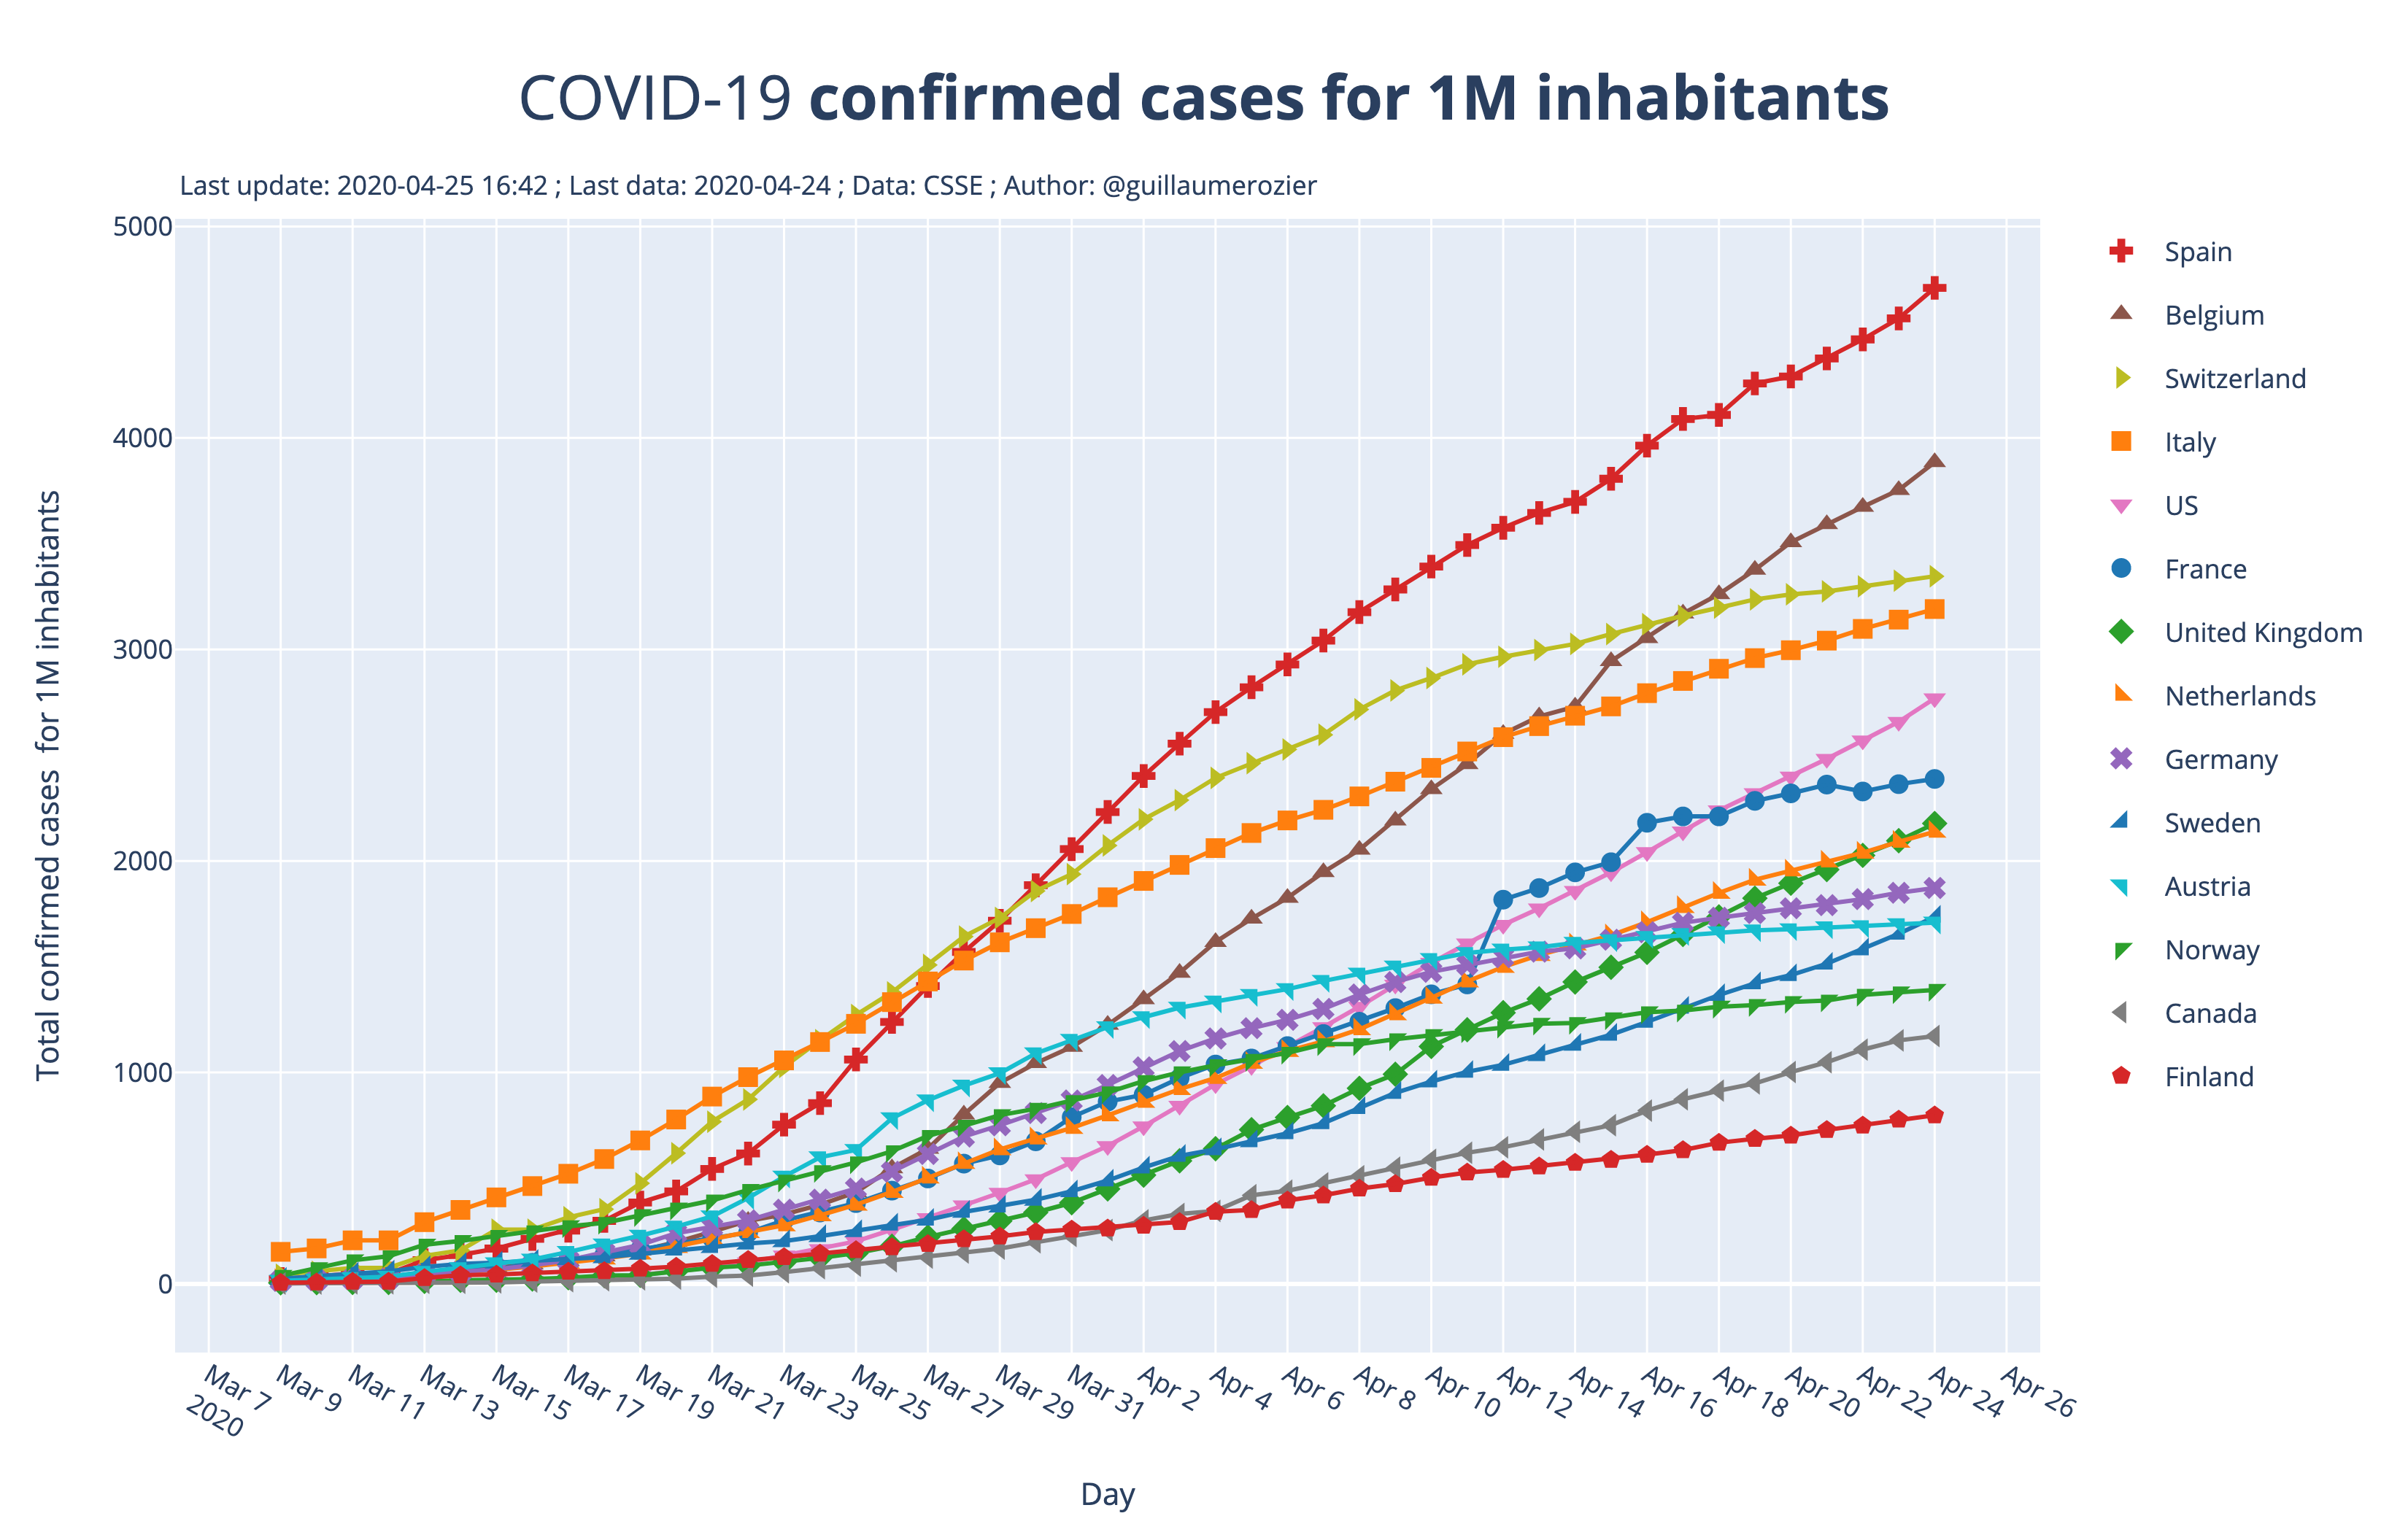 COVID-19 confirmed cases for 1M inhabitants
Last update: 2020-04-25 16:42 ; Last data: 2020-04-24 ; Data: CSSE ; Author: @guillaumerozier
Total confirmed cases for 1M inhabitants
5000
4000
3000
2000
1000
0
Mar 7
2020
Mar 9
Mar 11
Mar 13
Mar 15
Mar 17
Mar 19
Mar 21
Mar 23
Mar 25
Mar 27
Mar 29
Mar 31
Apr 2
Apr 4
Apr 6
Apr 8
Apr 10
Apr 12
Apr 14
Apr 16
Apr 18
Apr 20
Apr 22
Apr 24
Apr 26
Day
Spain
Belgium
Switzerland
Italy
US
France
United Kingdom
Netherlands
Germany
Sweden
Austria
Norway
Canada
Finland